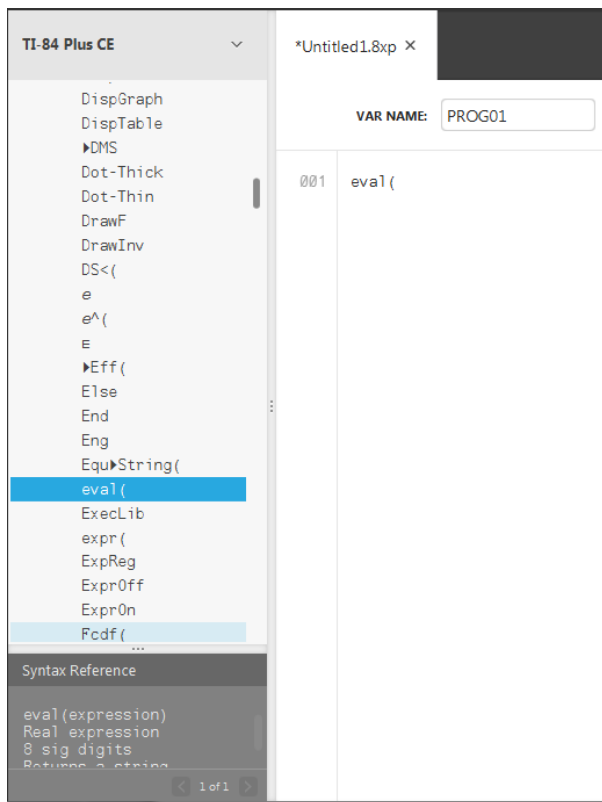 TI-84 Plus CE
*Untitled1.8xp ×
DispGraph
DispTable
►DMS
Dot-Thick
Dot-Thin
DrawF
DrawInv
DS<(
e
e^(
ᴇ
►Eff(
Else
End
Eng
Equ►String(
eval(
ExecLib
expr(
ExpReg
ExprOff
ExprOn
Fcdf(
Syntax Reference
eval(expression)
Real expression
8 sig digits
Returns a string
1 of 1
VAR NAME: PROG01
001 eval(